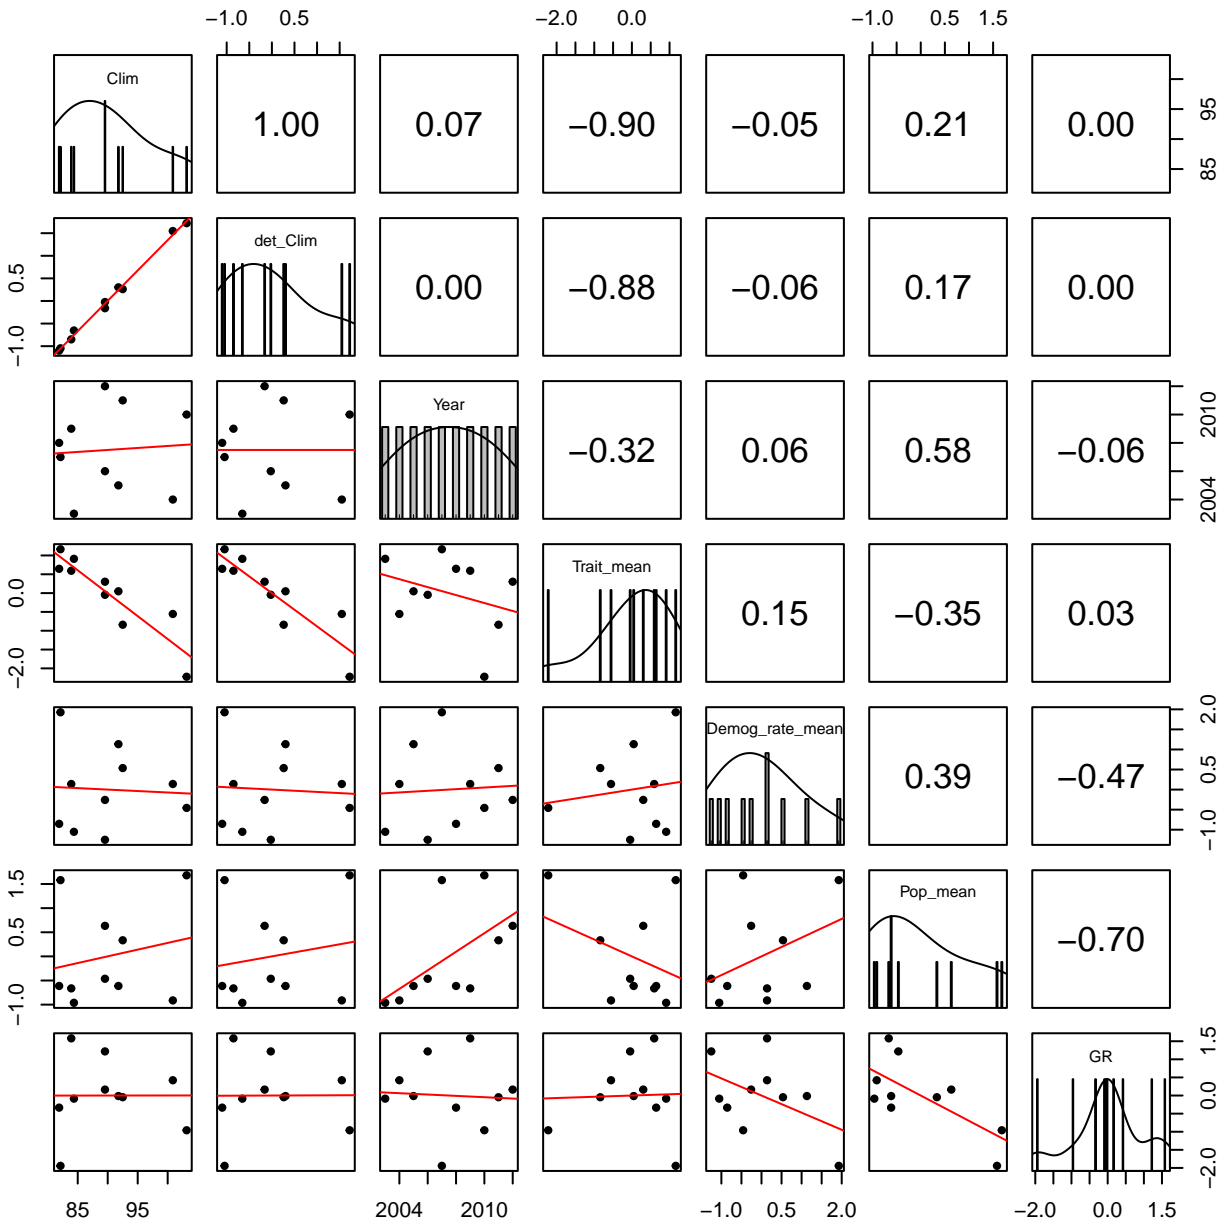 −1.0 0.5 −2.0 0.0 −1.0 0.5 1.5
Clim 1.00 0.07 −0.90 −0.05 0.21 0.00 85 95
−1.0 0.5 det_Clim 0.00 −0.88 −0.06 0.17 0.00
Year −0.32 0.06 0.58 −0.06 2004 2010
−2.0 0.0 Trait_mean 0.15 −0.35 0.03
Demog_rate_mean 0.39 −0.47 −1.0 0.5 2.0
−1.0 0.5 1.5 Pop_mean −0.70
GR −2.0 0.0 1.5
85 95 2004 2010 −1.0 0.5 2.0 −2.0 0.0 1.5